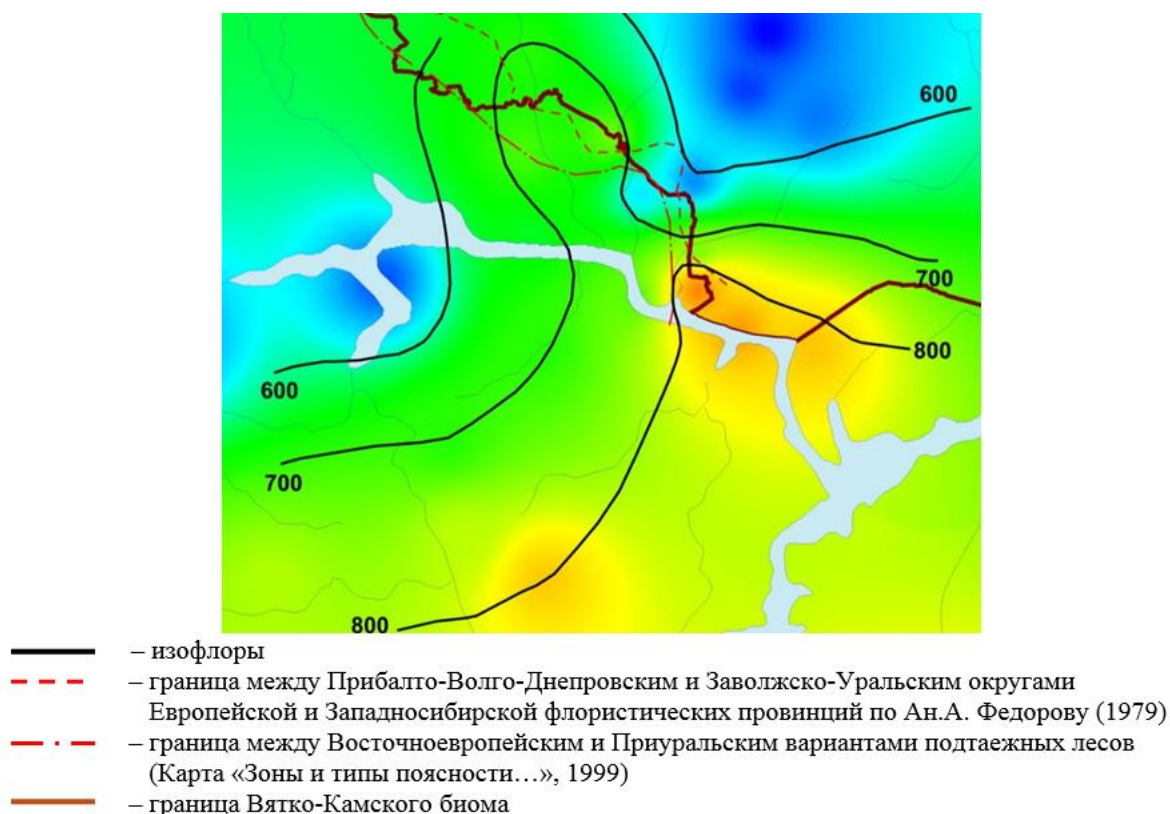 600
600
700
800
700
800
– изофлоры
– граница между Прибалто-Волго-Днепровским и Заволжско-Уральским округами
Европейской и Западносибирской флористических провинций по Ан.А. Федорову (1979)
– граница между Восточноевропейским и Приуральским вариантами подтаежных лесов
(Карта «Зоны и типы поясности…», 1999)
– граница Вятко-Камского биома